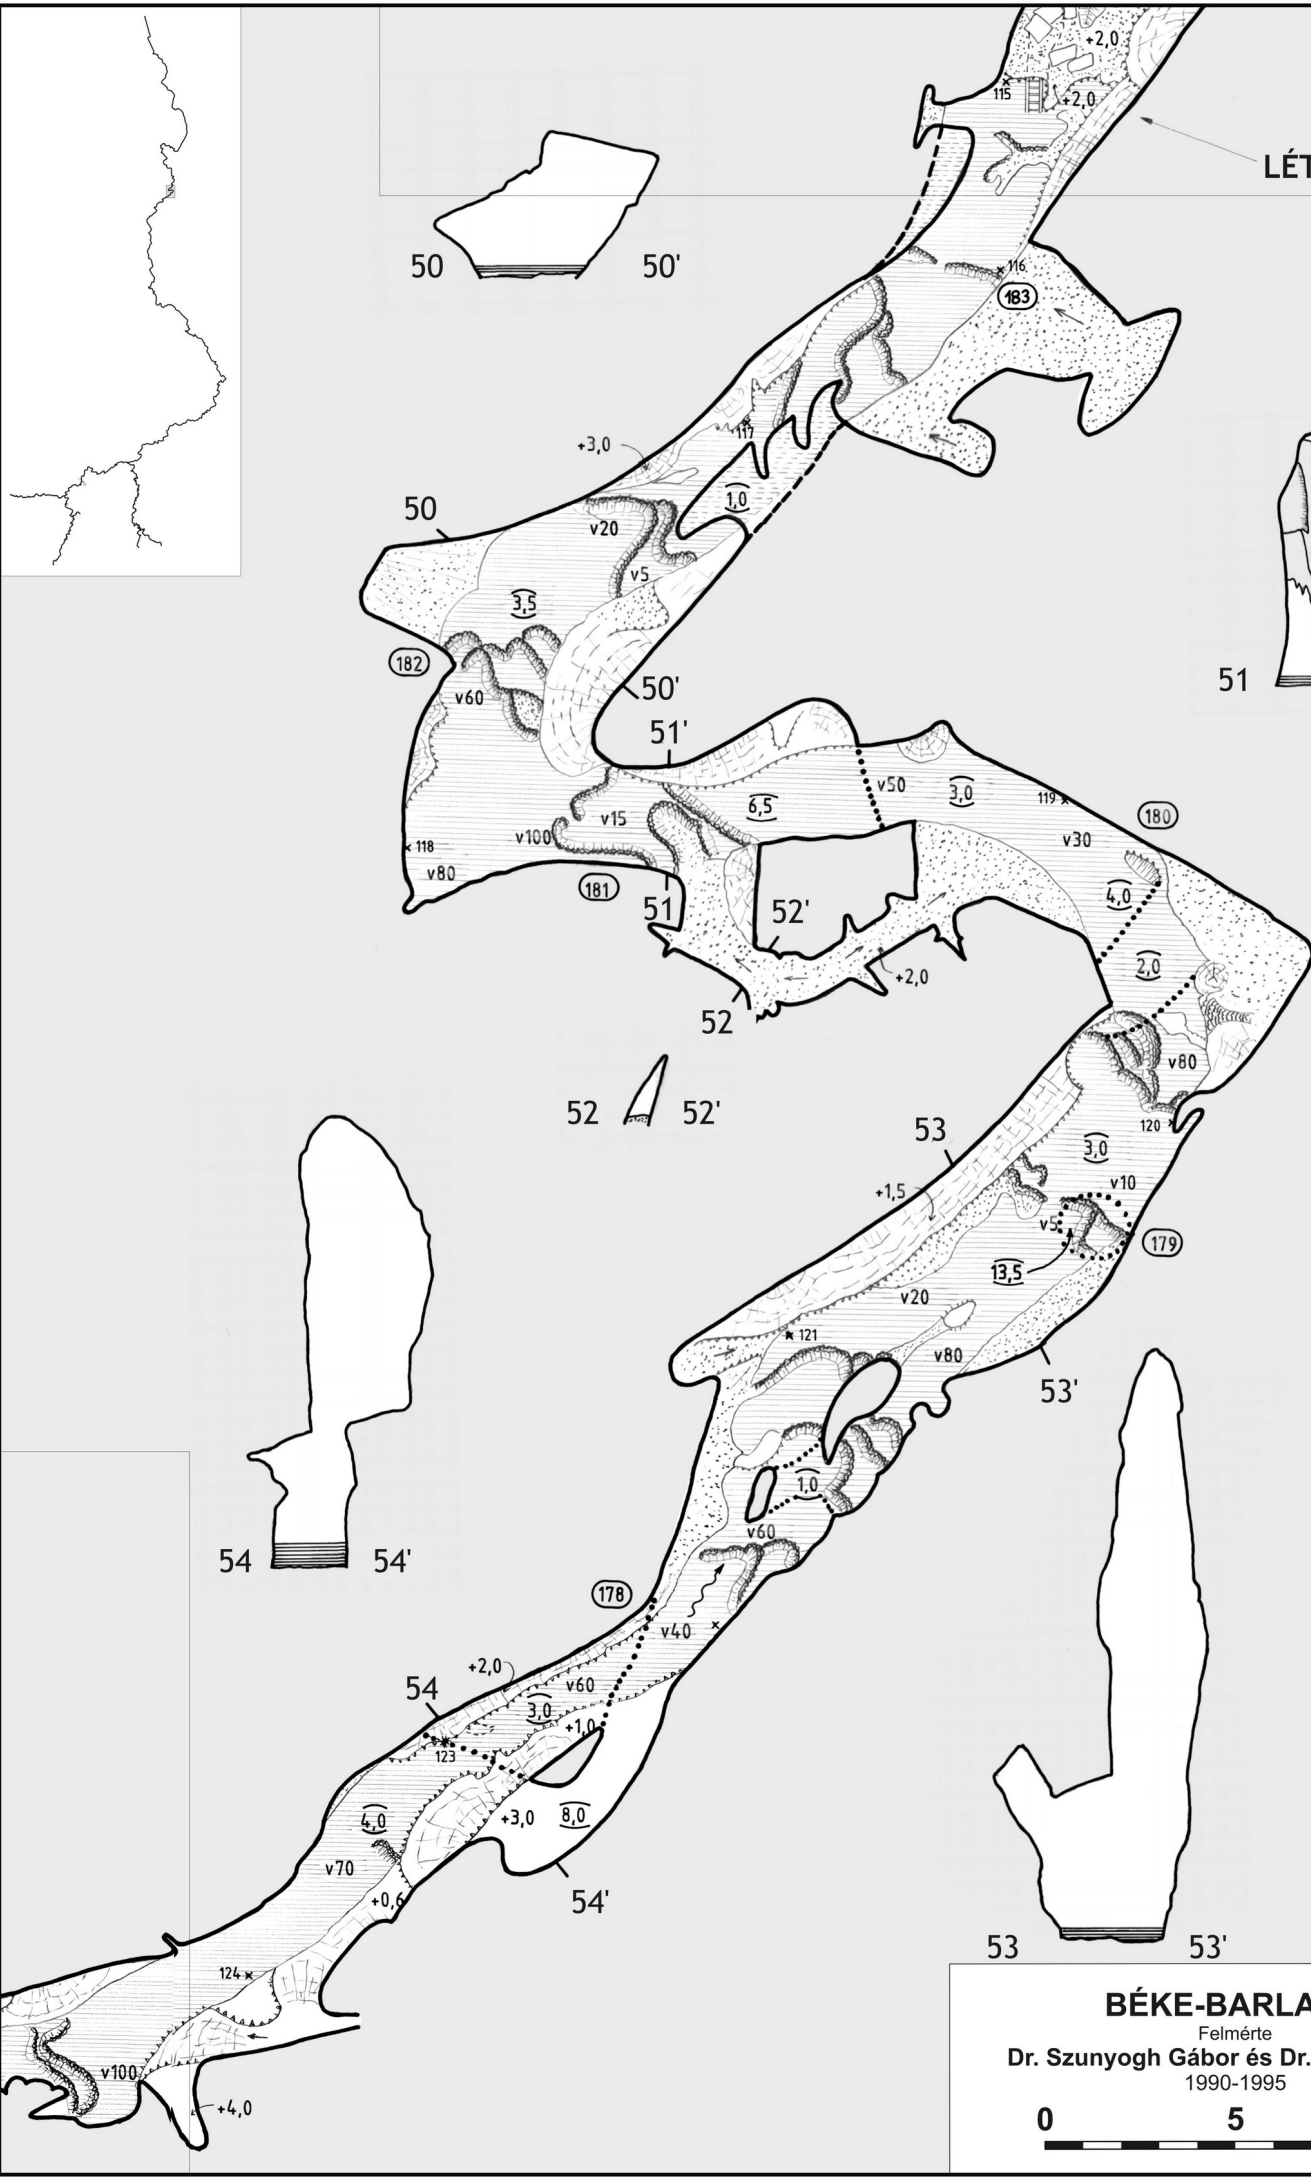 +2,0
115
+2,0
LÉT
50
50'
116
183
117
+3,0
1,0
50
v20
v5
3,5
182
v60
50'
51
51'
v50
3,0
119
6,5
180
v15
v30
v100
118
v80
181
4,0
51
52'
2,0
+2,0
52
v80
52
52'
120
53
3,0
v10
+1,5
v5
179
13,5
v20
121
v80
53'
1,0
v60
54
54'
178
v40
+2,0
v60
54
3,0
+1,0
123
4,0
+3,0
8,0
v70
+0,6
54'
53
53'
124
v100
+4,0
BÉKE-BARLA
Felmérte
Dr. Szunyogh Gábor és Dr.
1990-1995
0
5